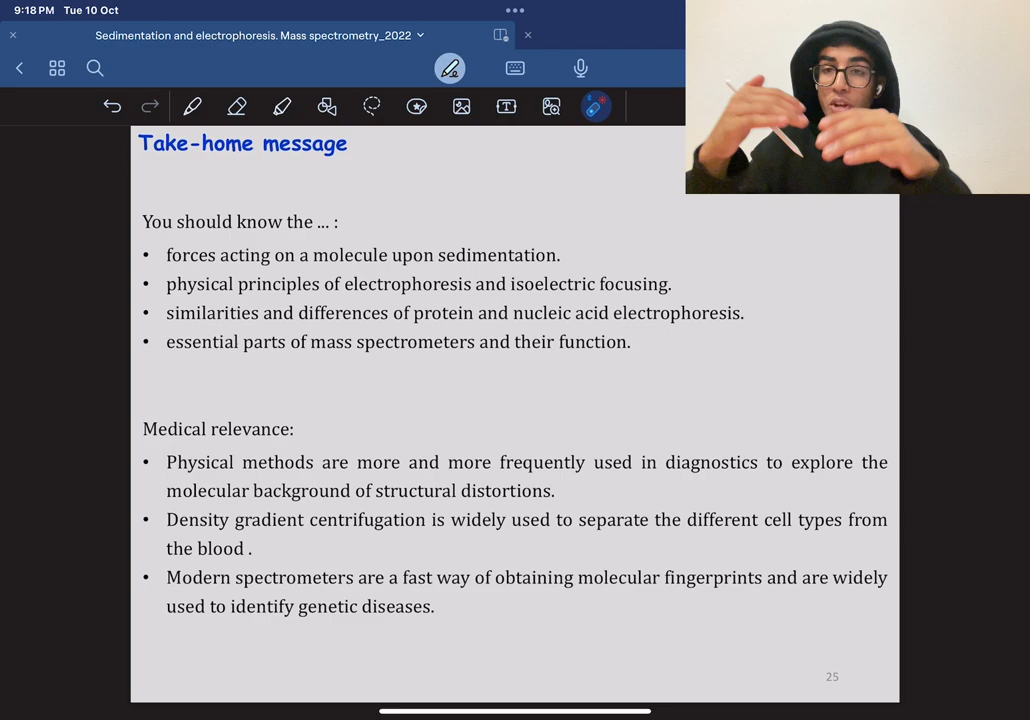 9:18 PM Tue 10 Oct
Sedimentation and electrophoresis. Mass spectrometry_2022
Take-home message
You should know the ... :
• forces acting on a molecule upon sedimentation.
• physical principles of electrophoresis and isoelectric focusing.
• similarities and differences of protein and nucleic acid electrophoresis.
• essential parts of mass spectrometers and their function.
Medical relevance:
• Physical methods are more and more frequently used in diagnostics to explore the
molecular background of structural distortions.
• Density gradient centrifugation is widely used to separate the different cell types from
the blood .
• Modern spectrometers are a fast way of obtaining molecular fingerprints and are widely
used to identify genetic diseases.
25